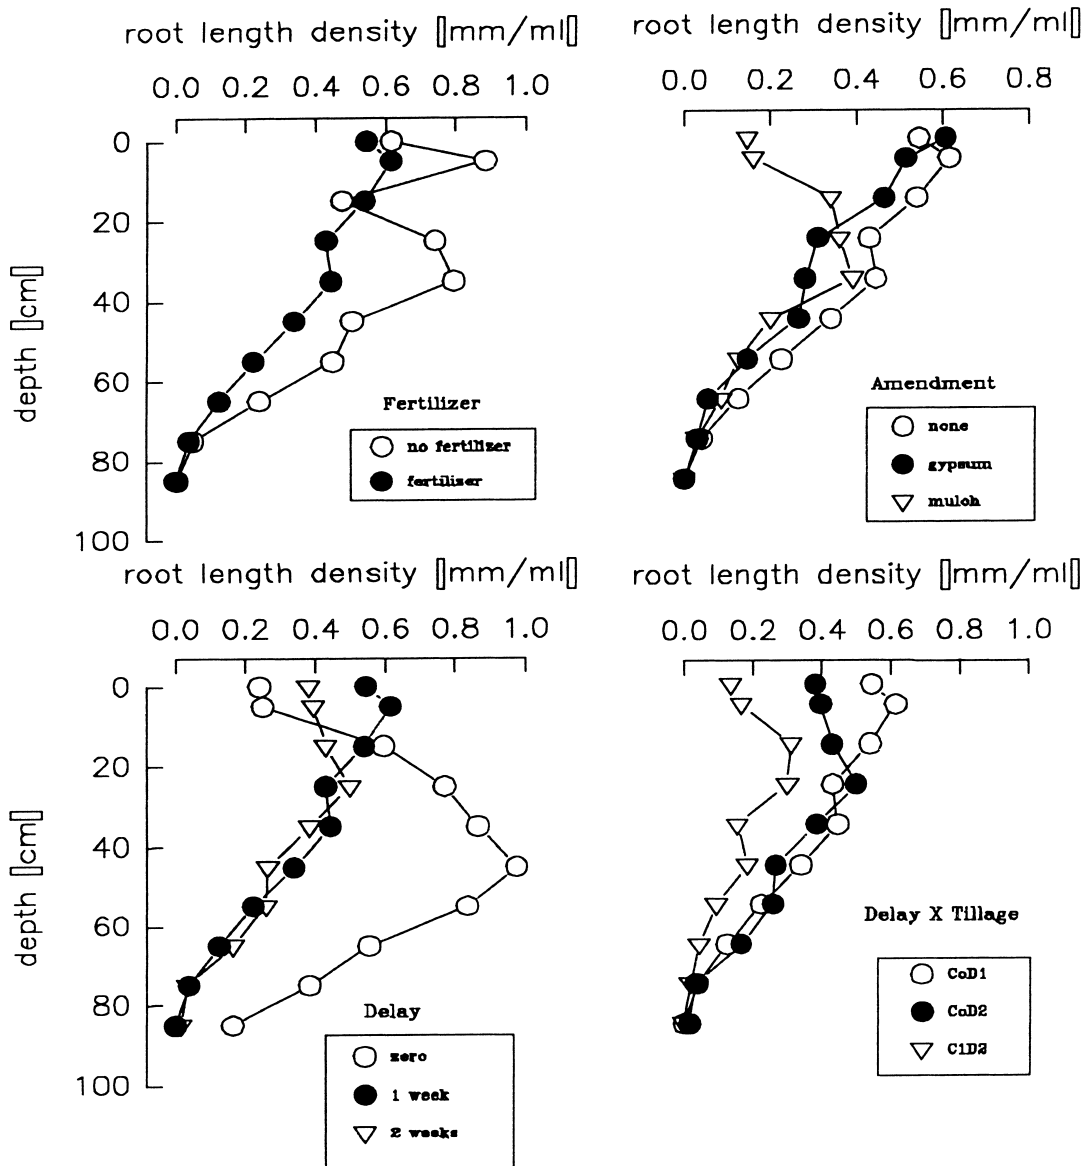 root length density [mm/ml]
0.0 0.2 0.4 0.6 0.8 1.0
0
20
40
60
80
100
depth [cm]
Fertilizer
no fertilizer
fertilizer
root length density [mm/ml]
0.0 0.2 0.4 0.6 0.8
Amendment
none
gypsum
mulch
root length density [mm/ml]
0.0 0.2 0.4 0.6 0.8 1.0
0
20
40
60
80
100
depth [cm]
Delay
zero
1 week
2 weeks
root length density [mm/ml]
0.0 0.2 0.4 0.6 0.8 1.0
Delay X Tillage
CoD1
CoD2
C1D2